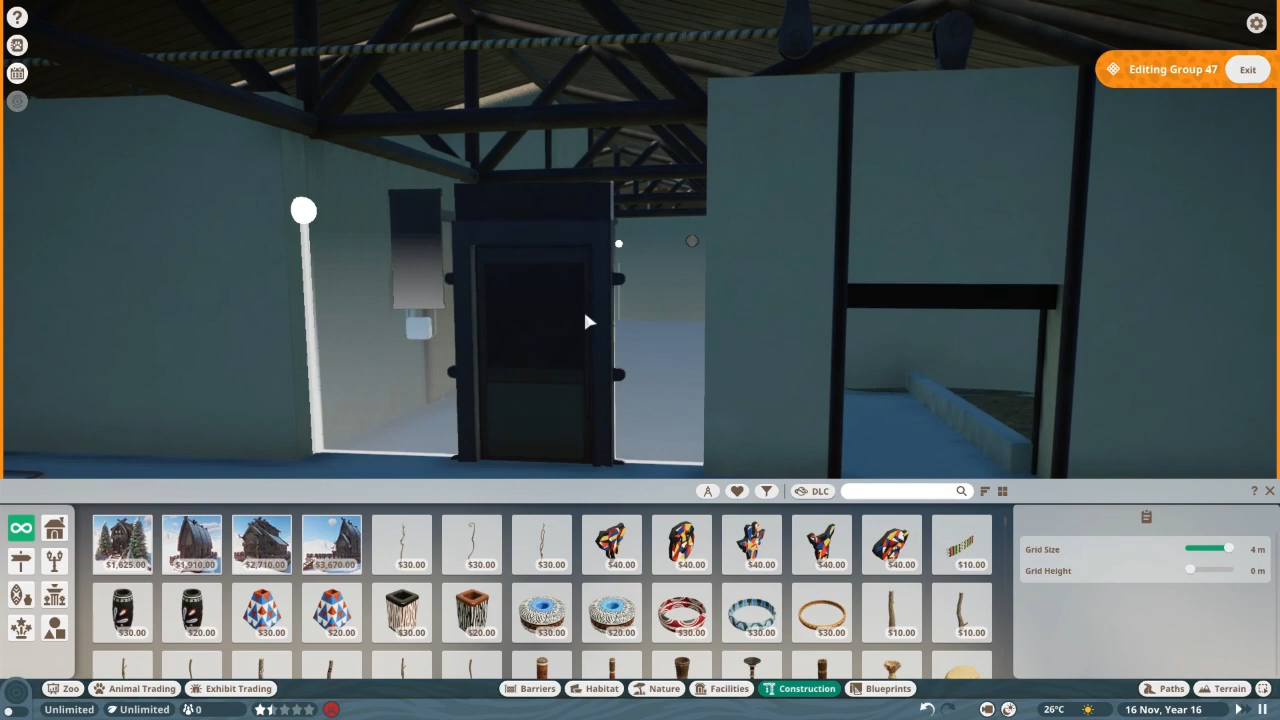 ?
Editing Group 47
Exit
DLC
?
$1,625.00
$1,910.00
$2,710.00
$3,670.00
$30.00
$30.00
$30.00
$40.00
$40.00
$40.00
$40.00
$40.00
$10.00
Grid Size
4 m
Grid Height
0 m
$30.00
$20.00
$30.00
$20.00
$30.00
$20.00
$30.00
$20.00
$30.00
$30.00
$30.00
$10.00
$10.00
Zoo
Animal Trading
Exhibit Trading
Barriers
Habitat
Nature
Facilities
Construction
Blueprints
Paths
Terrain
Unlimited
Unlimited
0
26°C
16 Nov, Year 16